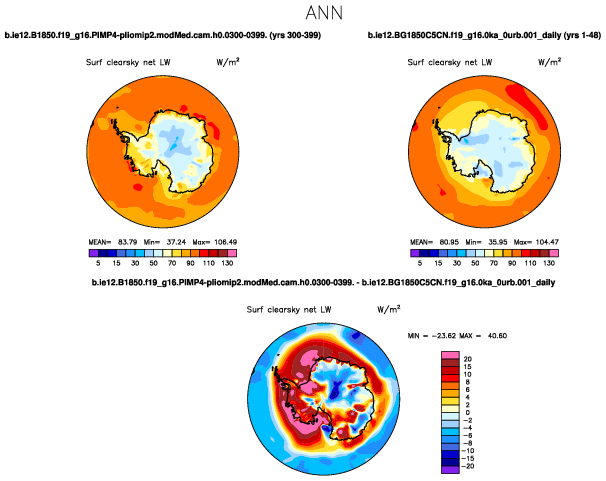 ANN
b.ie12.B1850.f19_g16.PIMP4-pliomip2.modMed.cam.h0.0300-0399. (yrs 300-399)
b.ie12.BG1850C5CN.f19_g16.0ka_0urb.001_daily (yrs 1-48)
Surf clearsky net LW W/m²
Surf clearsky net LW W/m²
MEAN= 83.79 Min= 37.24 Max= 106.49
MEAN= 80.95 Min= 35.95 Max= 104.47
5 15 30 50 70 90 110 130
5 15 30 50 70 90 110 130
b.ie12.B1850.f19_g16.PIMP4-pliomip2.modMed.cam.h0.0300-0399. - b.ie12.BG1850C5CN.f19_g16.0ka_0urb.001_daily
Surf clearsky net LW W/m²
MIN = -23.62 MAX = 40.60
20
15
10
8
6
4
2
0
-2
-4
-6
-8
-10
-15
-20